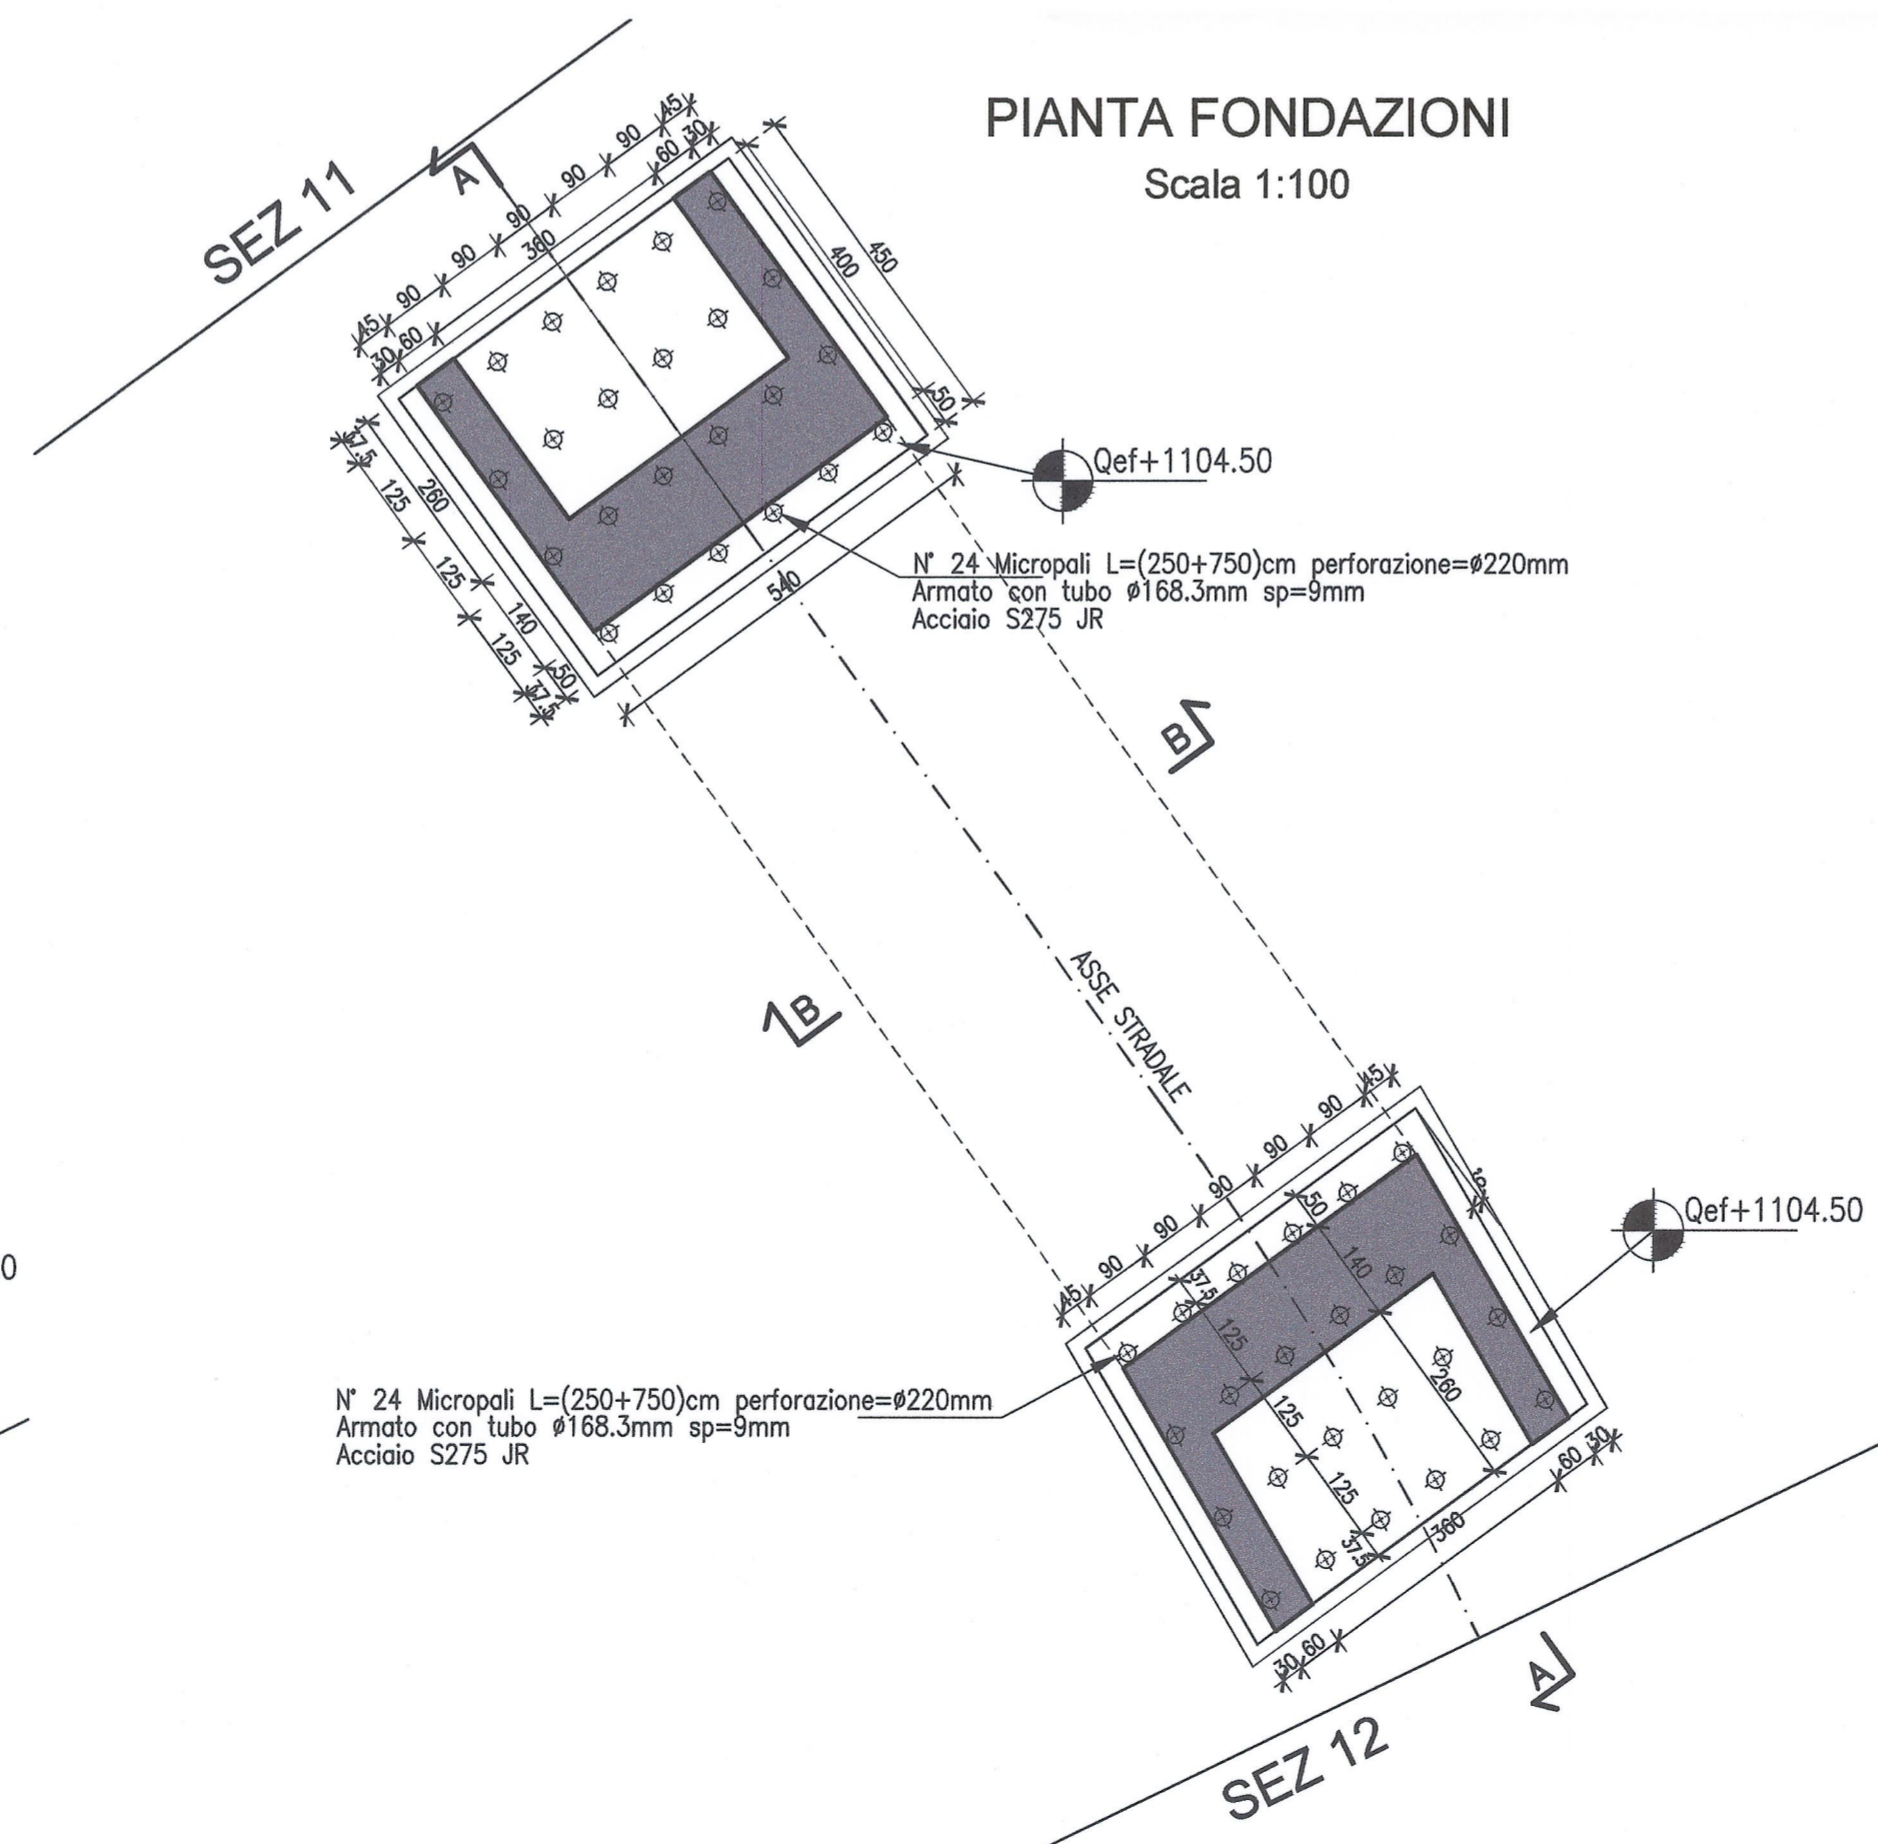 PIANTA FONDAZIONI
Scala 1:100
SEZ 11
A
45
90
90
90
90
90
45
30
60
360
60
30
400
450
50
37.5
125
125
125
37.5
260
140
50
540
Qef+1104.50
N° 24 Micropali L=(250+750)cm perforazione=ø220mm
Armato con tubo ø168.3mm sp=9mm
Acciaio S275 JR
B
B
ASSE STRADALE
45
90
90
90
90
90
45
50
140
260
37.5
125
125
125
37.5
Qef+1104.50
0
N° 24 Micropali L=(250+750)cm perforazione=ø220mm
Armato con tubo ø168.3mm sp=9mm
Acciaio S275 JR
30
60
360
60
30
A
SEZ 12